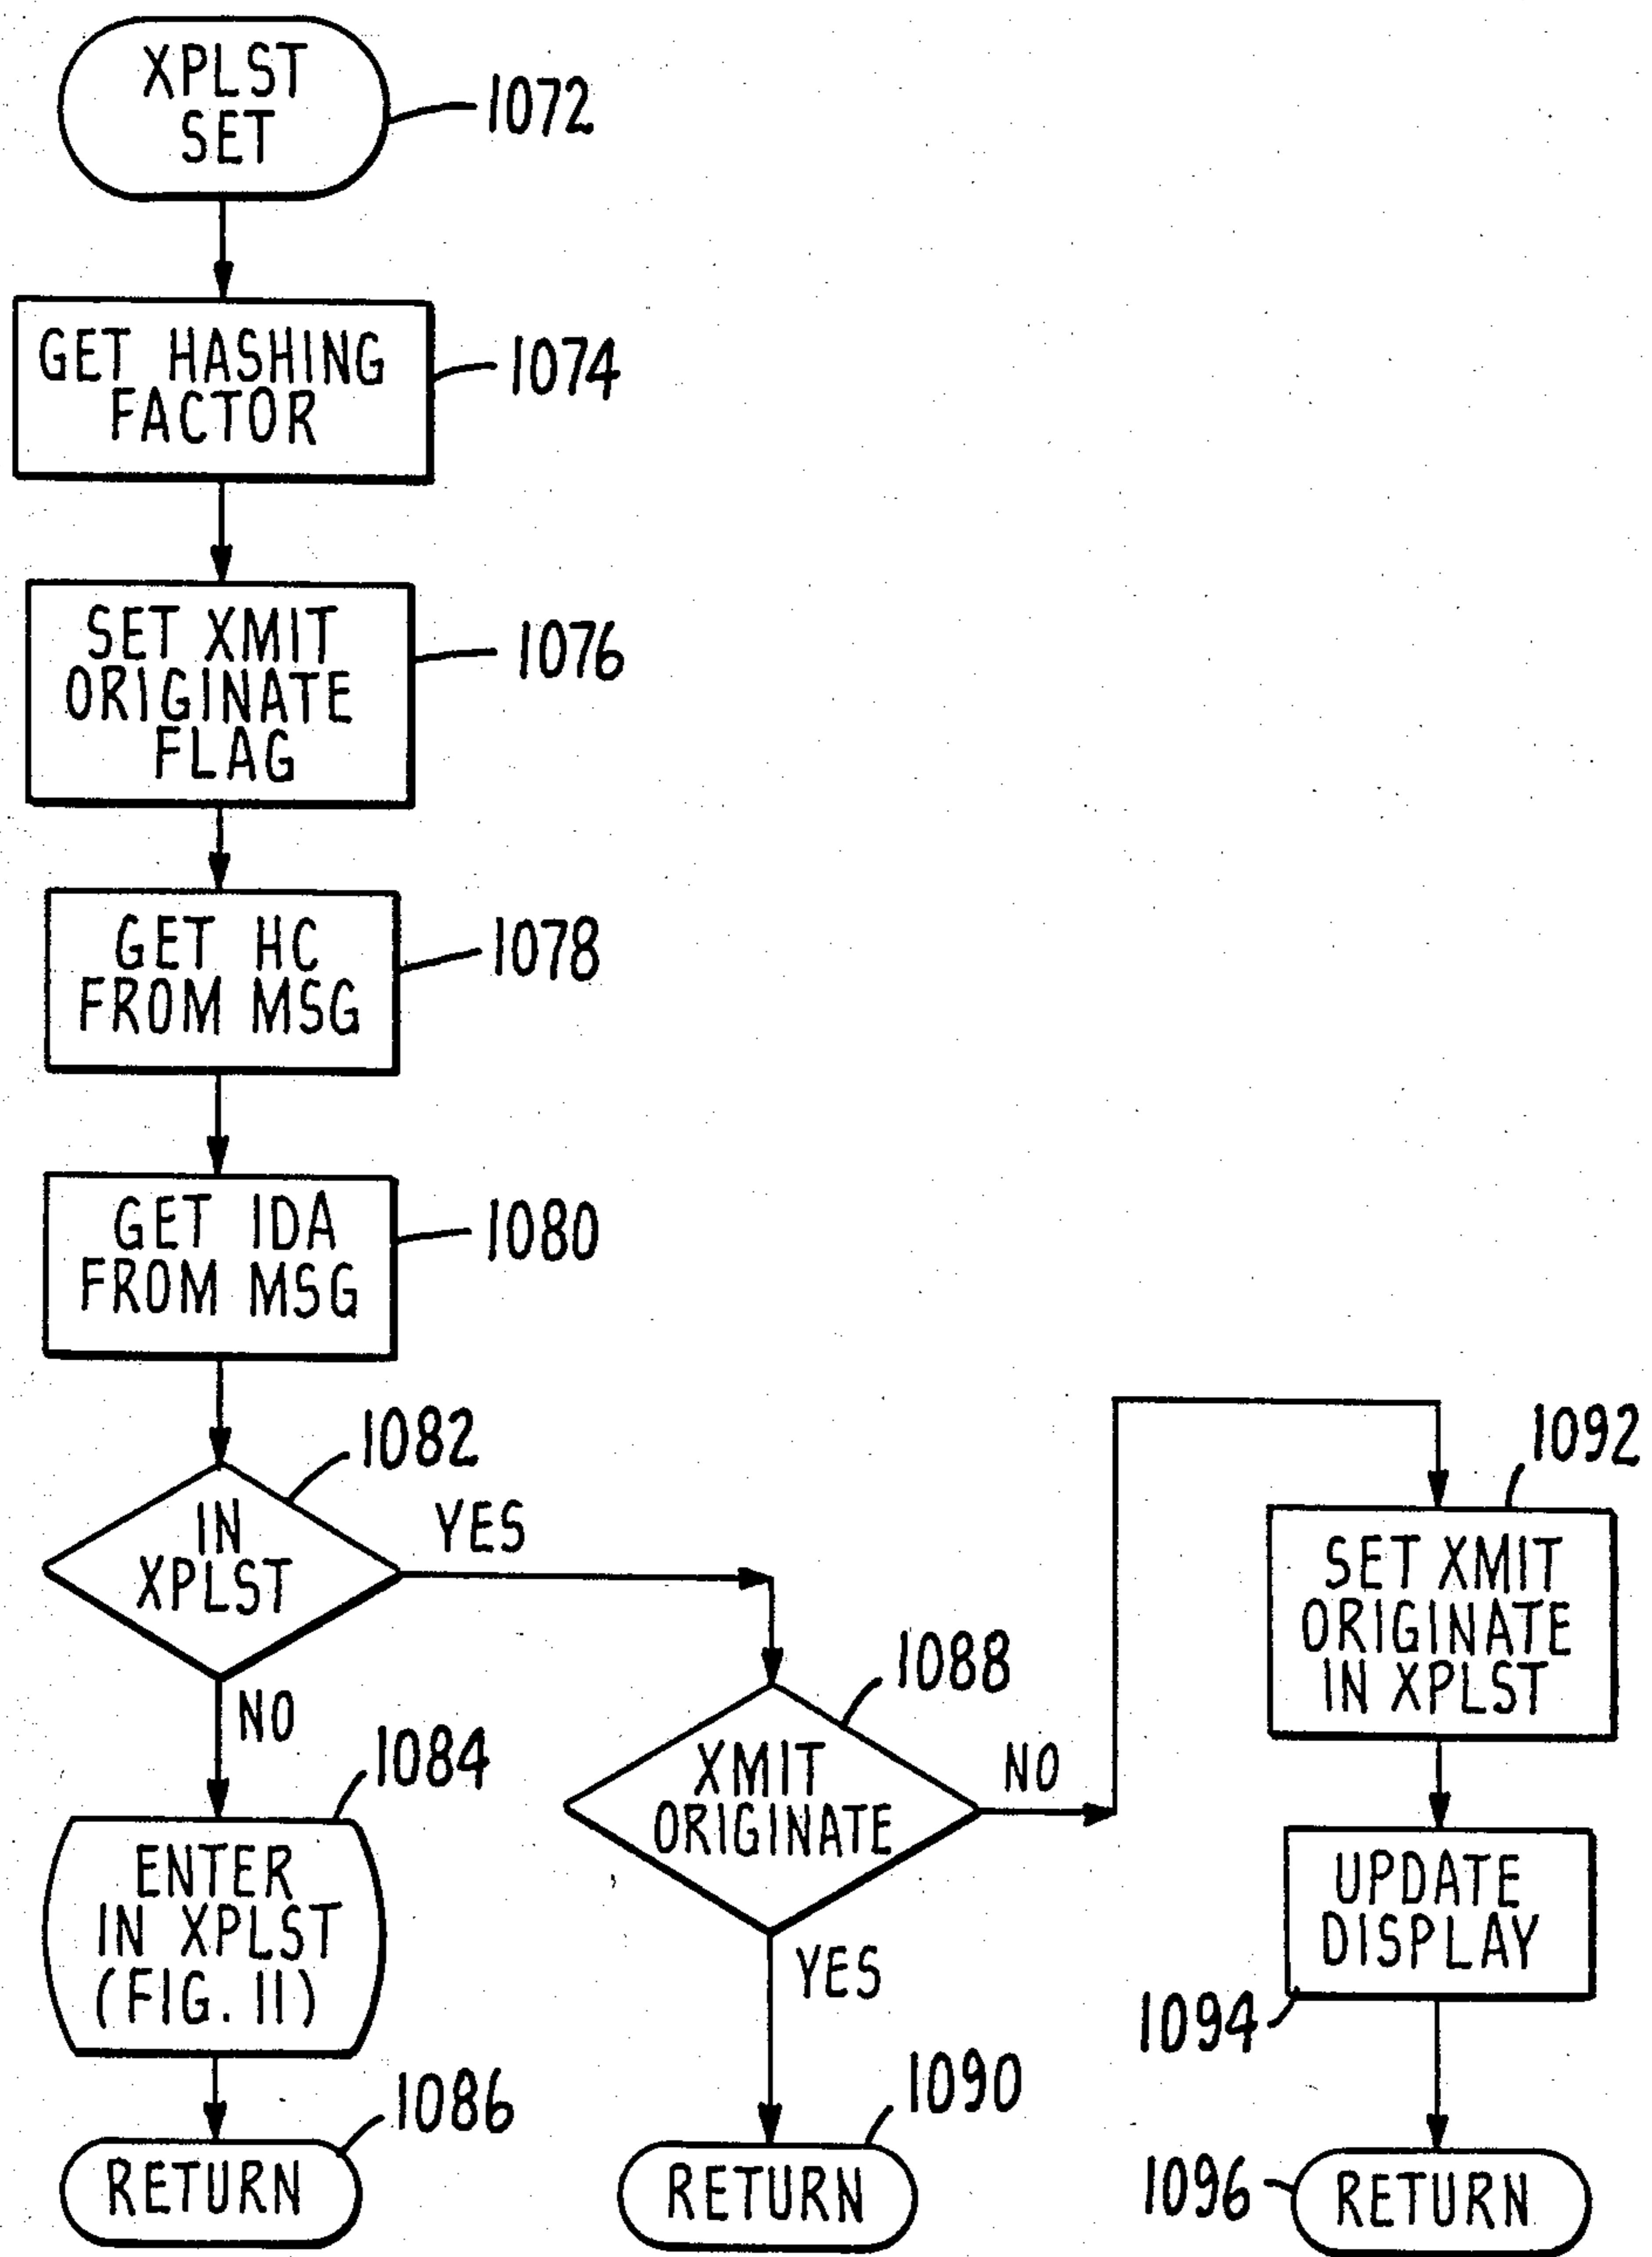 XPLST
SET
1072
GET HASHING
FACTOR
1074
SET XMIT
ORIGINATE
FLAG
1076
GET HC
FROM MSG
1078
GET IDA
FROM MSG
1080
IN
XPLST
1082
YES
NO
ENTER
IN XPLST
(FIG. 11)
1084
RETURN
1086
XMIT
ORIGINATE
1088
NO
YES
RETURN
1090
SET XMIT
ORIGINATE
IN XPLST
1092
UPDATE
DISPLAY
1094
RETURN
1096